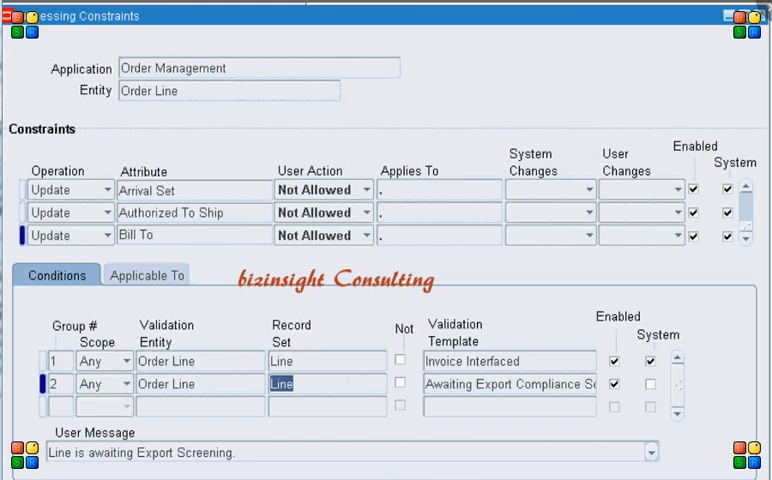 essing Constraints
Application Order Management
Entity Order Line
Constraints
System User Enabled
Operation Attribute User Action Applies To Changes Changes System
Update Arrival Set Not Allowed .
Update Authorized To Ship Not Allowed .
Update Bill To Not Allowed .
Conditions Applicable To bizinsight Consulting
Group # Validation Record Not Validation Enabled
Scope Entity Set Template System
1 Any Order Line Line Invoice Interfaced
2 Any Order Line Line Awaiting Export Compliance Sc
User Message
Line is awaiting Export Screening.